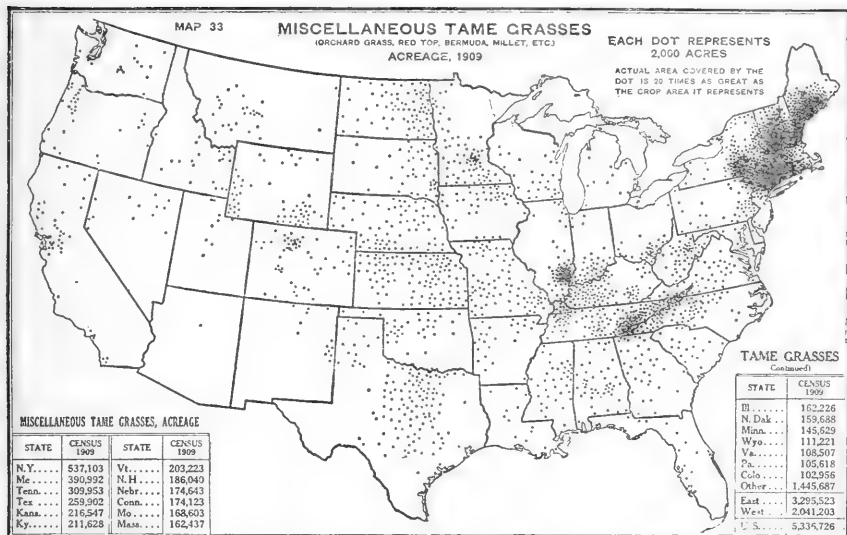 MAP 33
MISCELLANEOUS TAME GRASSES
(ORCHARD GRASS, RED TOP, BERMUDA, MILLET, ETC.)
ACREAGE, 1909
EACH DOT REPRESENTS
2,000 ACRES
ACTUAL AREA COVERED BY THE
DOT IS 20 TIMES AS GREAT AS
THE CROP AREA IT REPRESENTS
MISCELLANEOUS TAME GRASSES, ACREAGE
STATE CENSUS 1909 STATE CENSUS 1909
N.Y...... 537,103 Vt...... 203,223
Me...... 390,992 N.H..... 186,040
Tenn.... 309,953 Nebr.... 174,643
Tex..... 259,902 Conn.... 174,123
Kans.... 216,547 Mo...... 168,603
Ky...... 211,628 Mass.... 162,437
TAME GRASSES
Continued)
STATE CENSUS 1909
Ill...... 162,226
N. Dak .. 159,688
Minn.... 145,629
Wyo.... 111,221
Va...... 108,507
Pa...... 105,618
Colo.... 102,956
Other... 1,445,687
East.... 3,295,523
West... 2,041,203
U.S..... 5,336,726